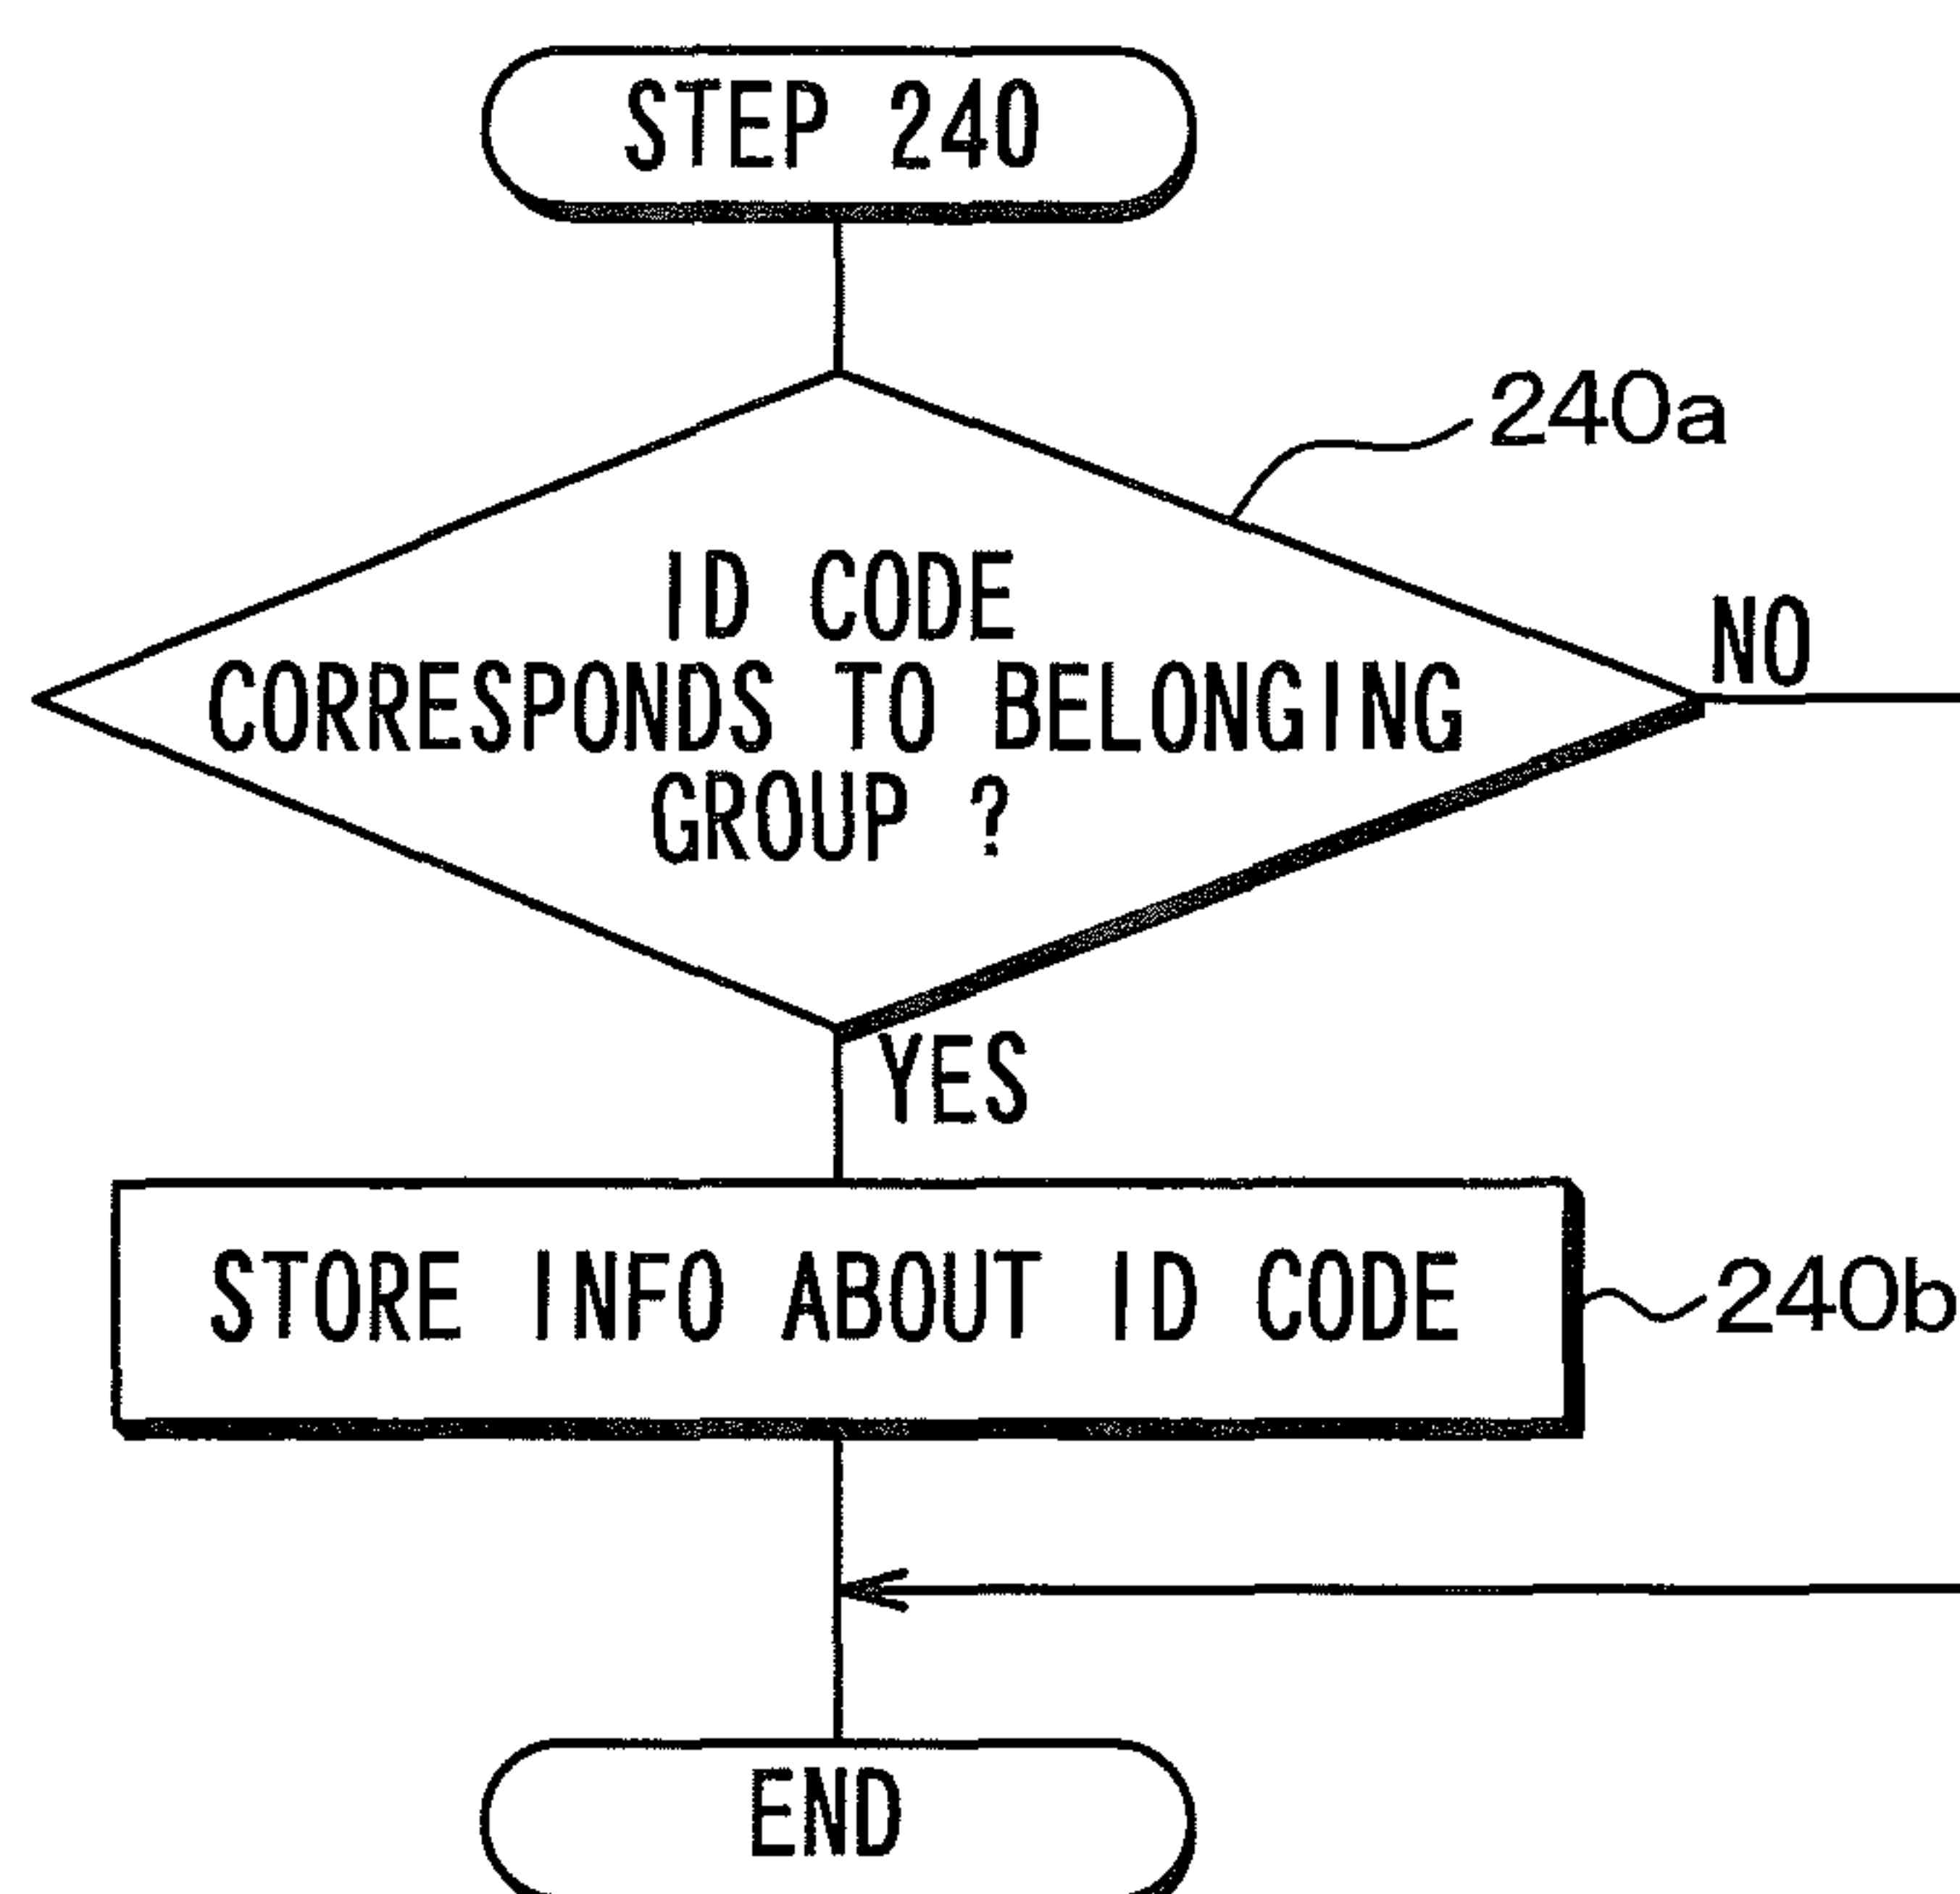 STEP 240
240a
ID CODE
CORRESPONDS TO BELONGING
GROUP ?
NO
YES
STORE INFO ABOUT ID CODE
240b
END